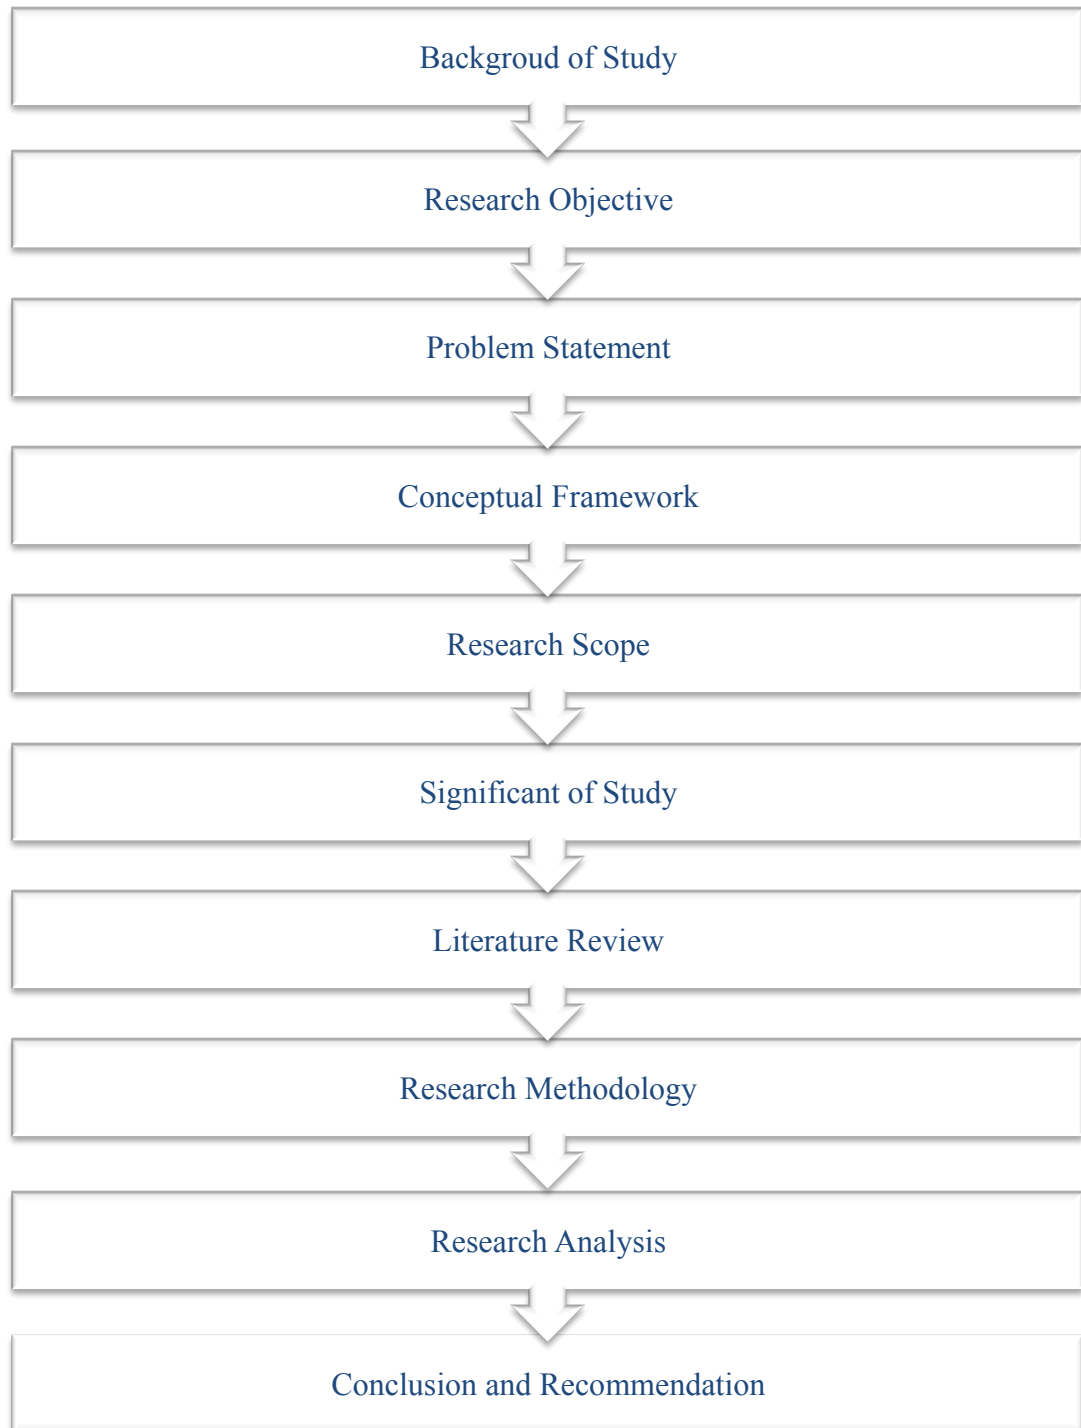 Backgroud of Study
Research Objective
Problem Statement
Conceptual Framework
Research Scope
Significant of Study
Literature Review
Research Methodology
Research Analysis
Conclusion and Recommendation